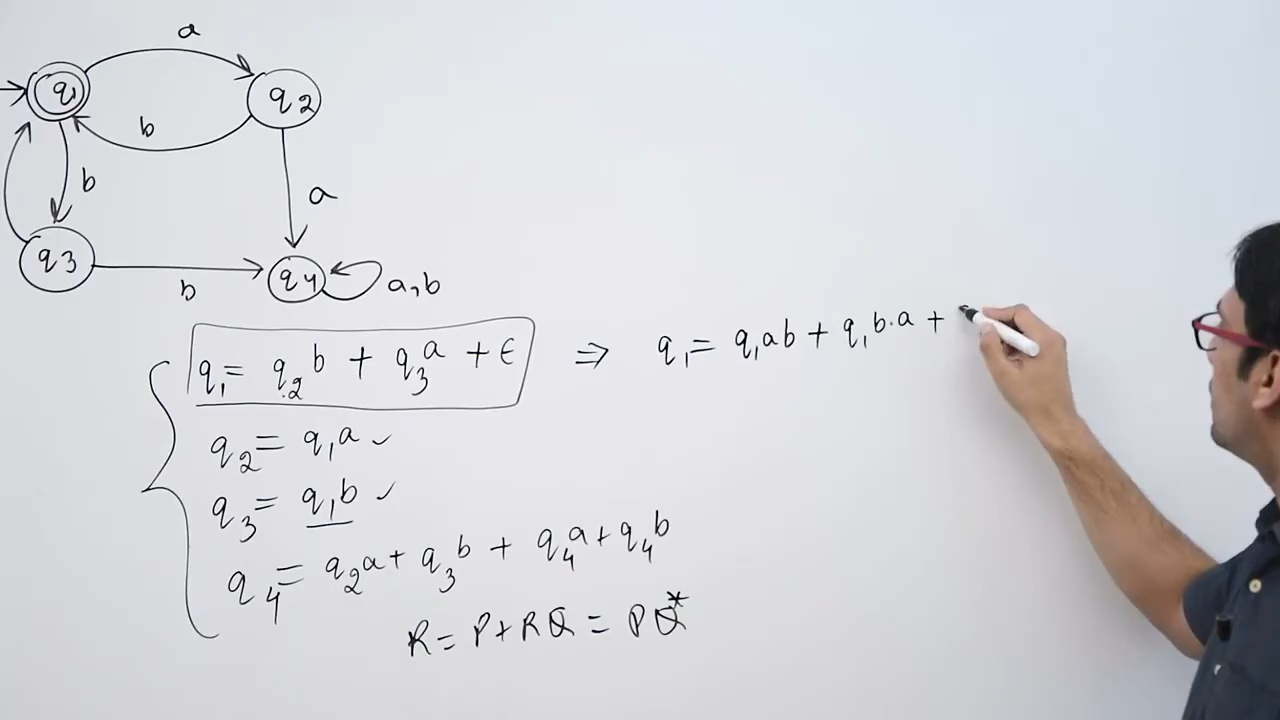 a
q1
q2
b
b
a
q3
b
q4
a,b
q₁= q₂b + q₃a + ϵ ⇒ q₁= q₁ab + q₁b·a +
q₂= q₁a ✓
q₃= q₁b ✓
q₄= q₂a+ q₃b + q₄a+q₄b
R= P+RQ = PQ*